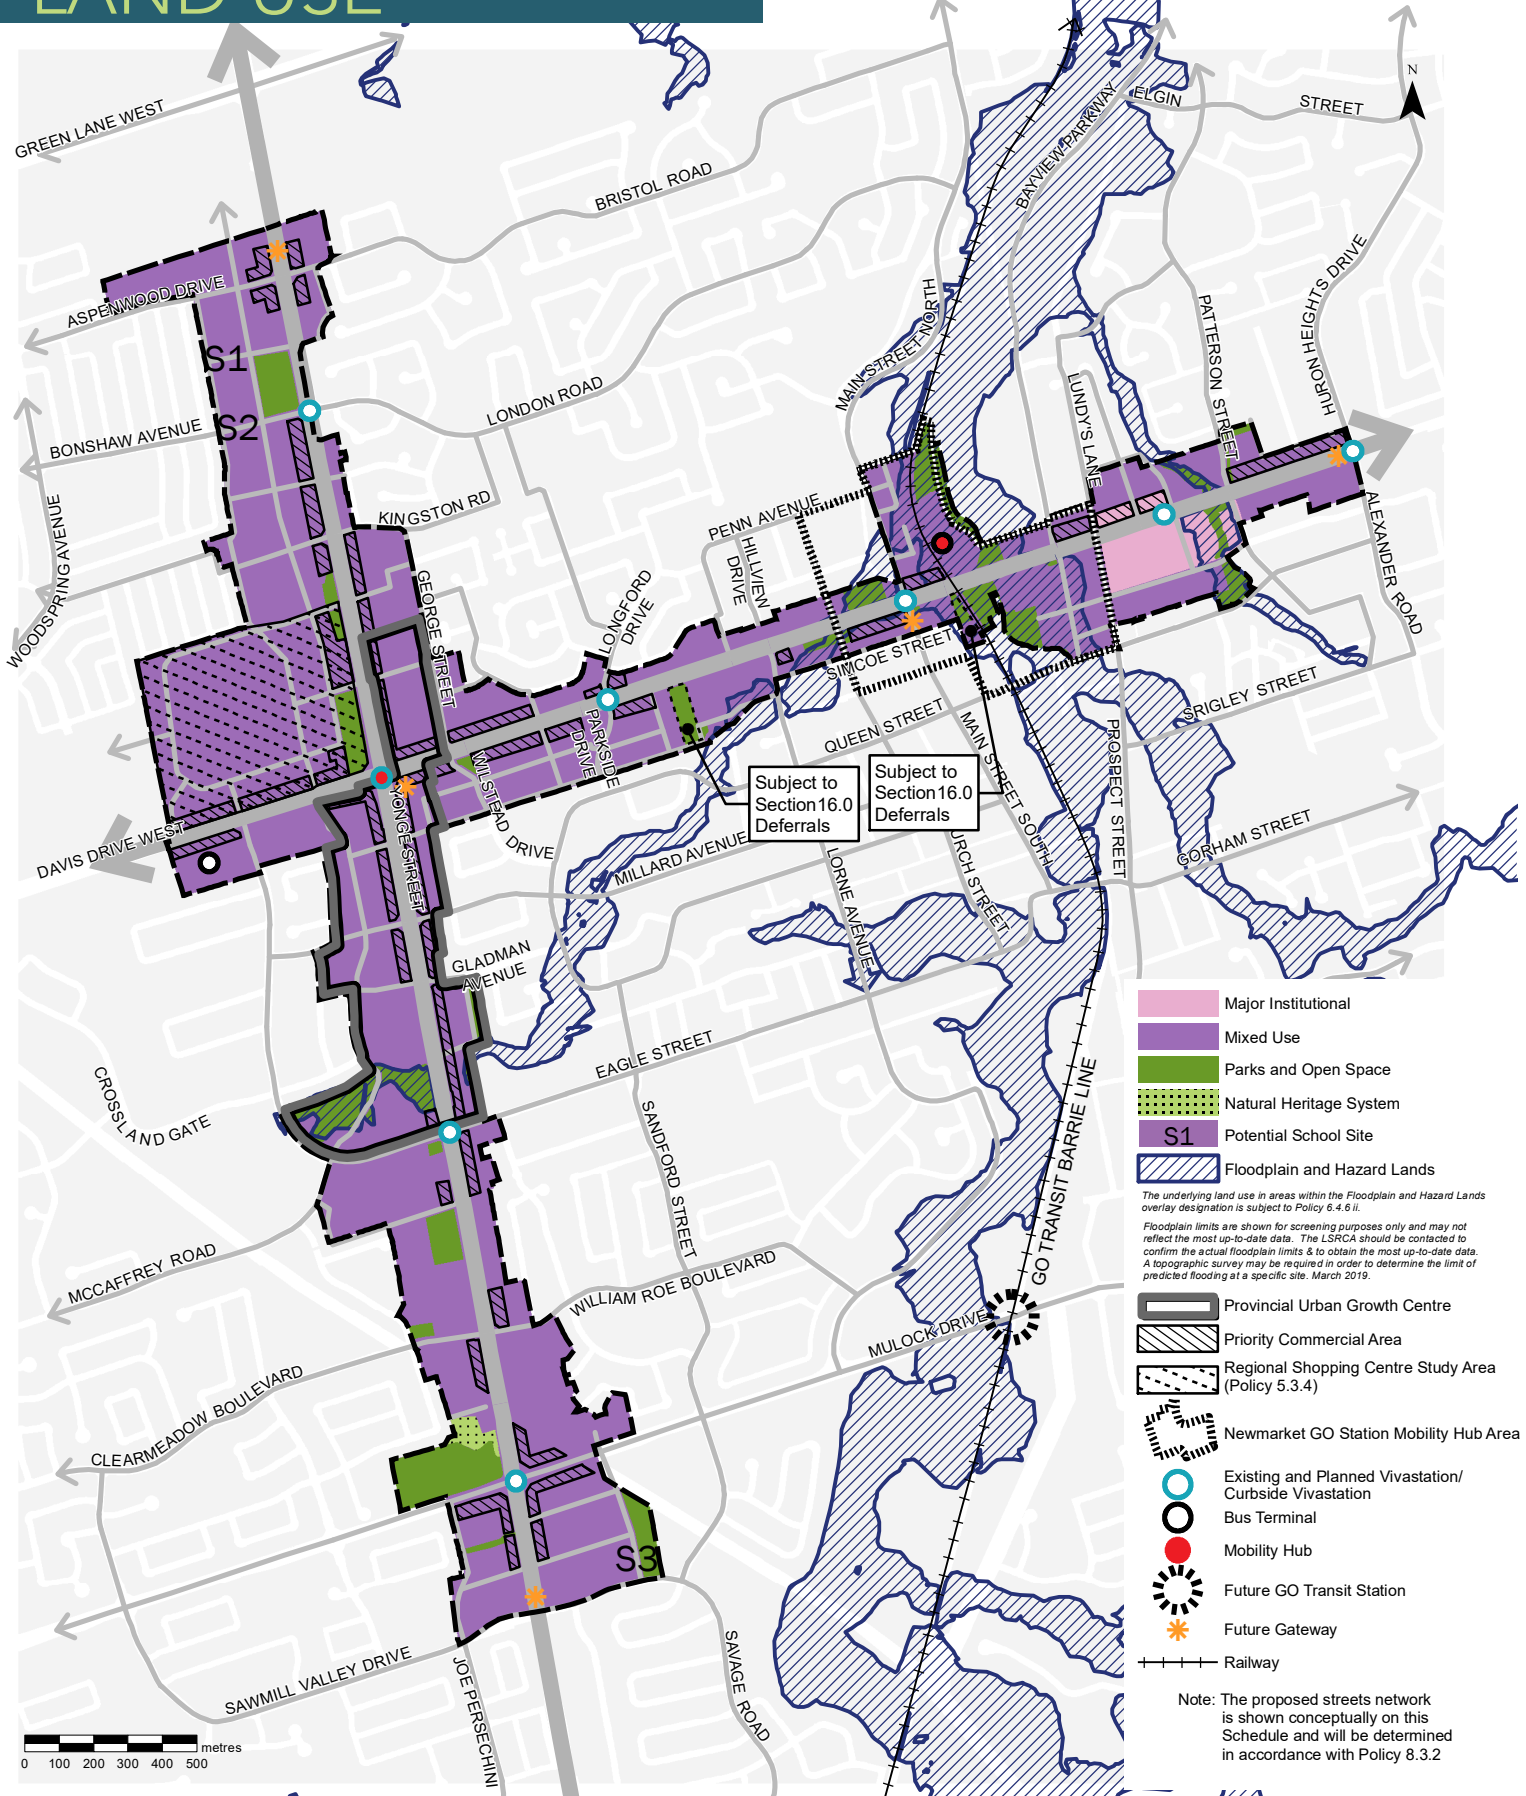 LAND USE
GREEN LANE WEST
BRISTOL ROAD
BAYVIEW PARKWAY
ELGIN
STREET
N
ASPENWOOD DRIVE
MAIN STREET NORTH
PATTERSON STREET
HURON HEIGHTS DRIVE
S1
S2
BONSHAW AVENUE
LONDON ROAD
LUNDY'S LANE
WOODSPRING AVENUE
KINGSTON RD
PENN AVENUE
HILLVIEW
DRIVE
GEORGE STREET
LONGFORD
DRIVE
ALEXANDER ROAD
SIMCOE STREET
SRIGLEY STREET
QUEEN STREET
PARKSIDE
DRIVE
WILSTEAD DRIVE
MAIN STREET SOUTH
PROSPECT STREET
Subject to
Section16.0
Deferrals
Subject to
Section16.0
Deferrals
DAVIS DRIVE WEST
YONGE STREET
MILLARD AVENUE
LORNE AVENUE
URCH STREET
GORHAM STREET
GLADMAN
AVENUE
EAGLE STREET
CROSSLAND GATE
SANDFORD STREET
GO TRANSIT BARRIE LINE
MCCAFFREY ROAD
WILLIAM ROE BOULEVARD
MULOCK DRIVE
CLEARMEADOW BOULEVARD
S3
SAWMILL VALLEY DRIVE
JOE PERSECHINI
SAVAGE ROAD
metres
0 100 200 300 400 500
Major Institutional
Mixed Use
Parks and Open Space
Natural Heritage System
S1 Potential School Site
Floodplain and Hazard Lands
The underlying land use in areas within the Floodplain and Hazard Lands
overlay designation is subject to Policy 6.4.6 ii.
Floodplain limits are shown for screening purposes only and may not
reflect the most up-to-date data. The LSRCA should be contacted to
confirm the actual floodplain limits & to obtain the most up-to-date data.
A topographic survey may be required in order to determine the limit of
predicted flooding at a specific site. March 2019.
Provincial Urban Growth Centre
Priority Commercial Area
Regional Shopping Centre Study Area
(Policy 5.3.4)
Newmarket GO Station Mobility Hub Area
Existing and Planned Vivastation/
Curbside Vivastation
Bus Terminal
Mobility Hub
Future GO Transit Station
Future Gateway
Railway
Note: The proposed streets network
is shown conceptually on this
Schedule and will be determined
in accordance with Policy 8.3.2